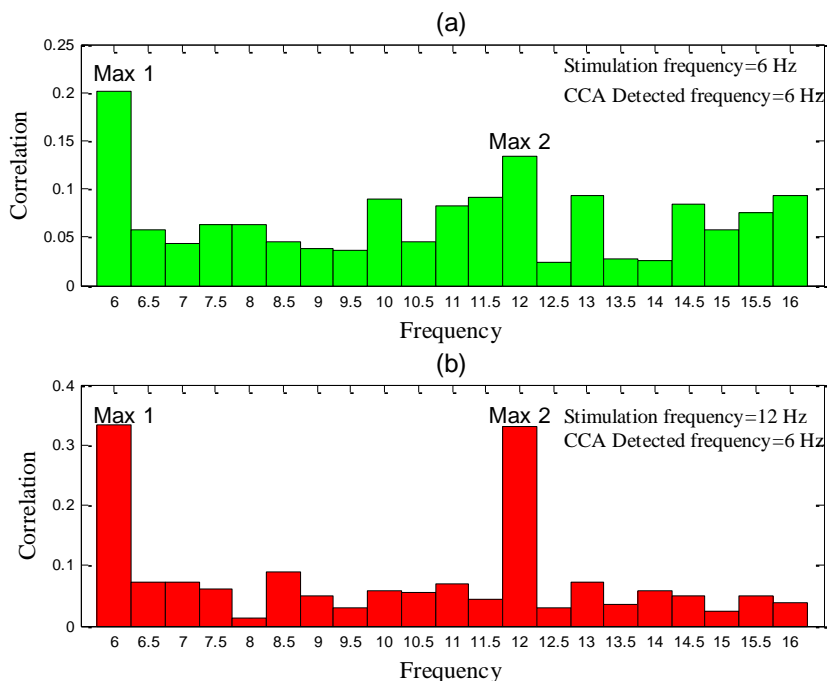 (a)
0.25
0.2
0.15
0.1
0.05
0
Correlation
Max 1
Max 2
Stimulation frequency=6 Hz
CCA Detected frequency=6 Hz
6 6.5 7 7.5 8 8.5 9 9.5 10 10.5 11 11.5 12 12.5 13 13.5 14 14.5 15 15.5 16
Frequency
(b)
0.4
0.3
0.2
0.1
0
Correlation
Max 1
Max 2
Stimulation frequency=12 Hz
CCA Detected frequency=6 Hz
6 6.5 7 7.5 8 8.5 9 9.5 10 10.5 11 11.5 12 12.5 13 13.5 14 14.5 15 15.5 16
Frequency